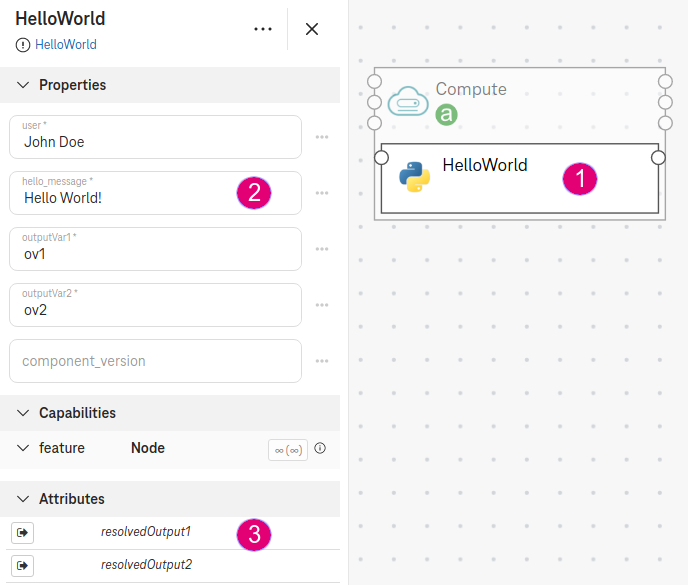 HelloWorld
HelloWorld
Properties
user *
John Doe
hello_message *
Hello World!
2
outputVar1 *
ov1
outputVar2 *
ov2
component_version
Capabilities
feature Node ∞ (∞)
Attributes
resolvedOutput1
3
resolvedOutput2
Compute
a
HelloWorld
1